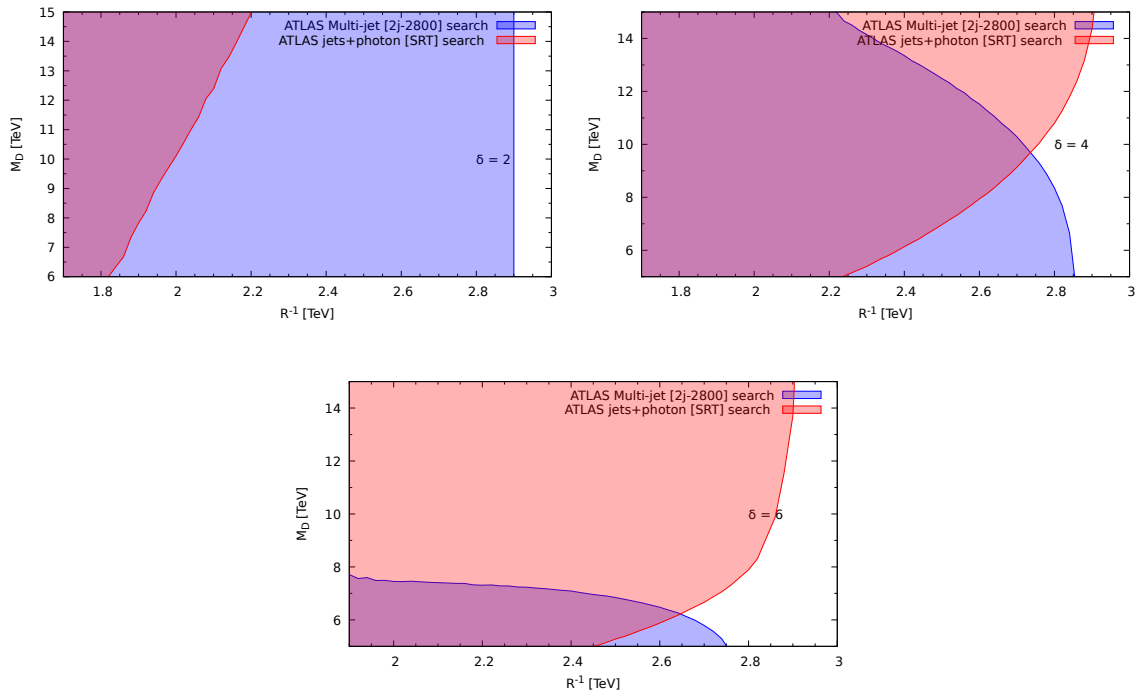 ATLAS Multi-jet [2j-2800] search
ATLAS jets+photon [SRT] search
M_D [TeV]
15
14
13
12
11
10
9
8
7
6
δ = 2
1.8 2 2.2 2.4 2.6 2.8 3
R⁻¹ [TeV]
ATLAS Multi-jet [2j-2800] search
ATLAS jets+photon [SRT] search
M_D [TeV]
14
12
10
8
6
δ = 4
1.8 2 2.2 2.4 2.6 2.8 3
R⁻¹ [TeV]
ATLAS Multi-jet [2j-2800] search
ATLAS jets+photon [SRT] search
M_D [TeV]
14
12
10
8
6
δ = 6
2 2.2 2.4 2.6 2.8 3
R⁻¹ [TeV]